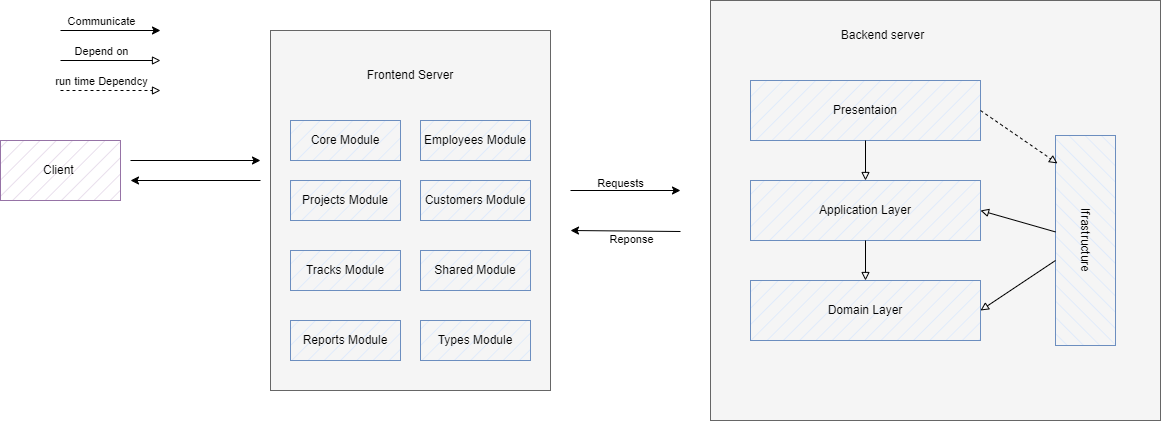 Communicate
Depend on
run time Dependcy
Client
Frontend Server
Core Module
Employees Module
Projects Module
Customers Module
Tracks Module
Shared Module
Reports Module
Types Module
Requests
Reponse
Backend server
Presentaion
Application Layer
Domain Layer
Ifrastructure